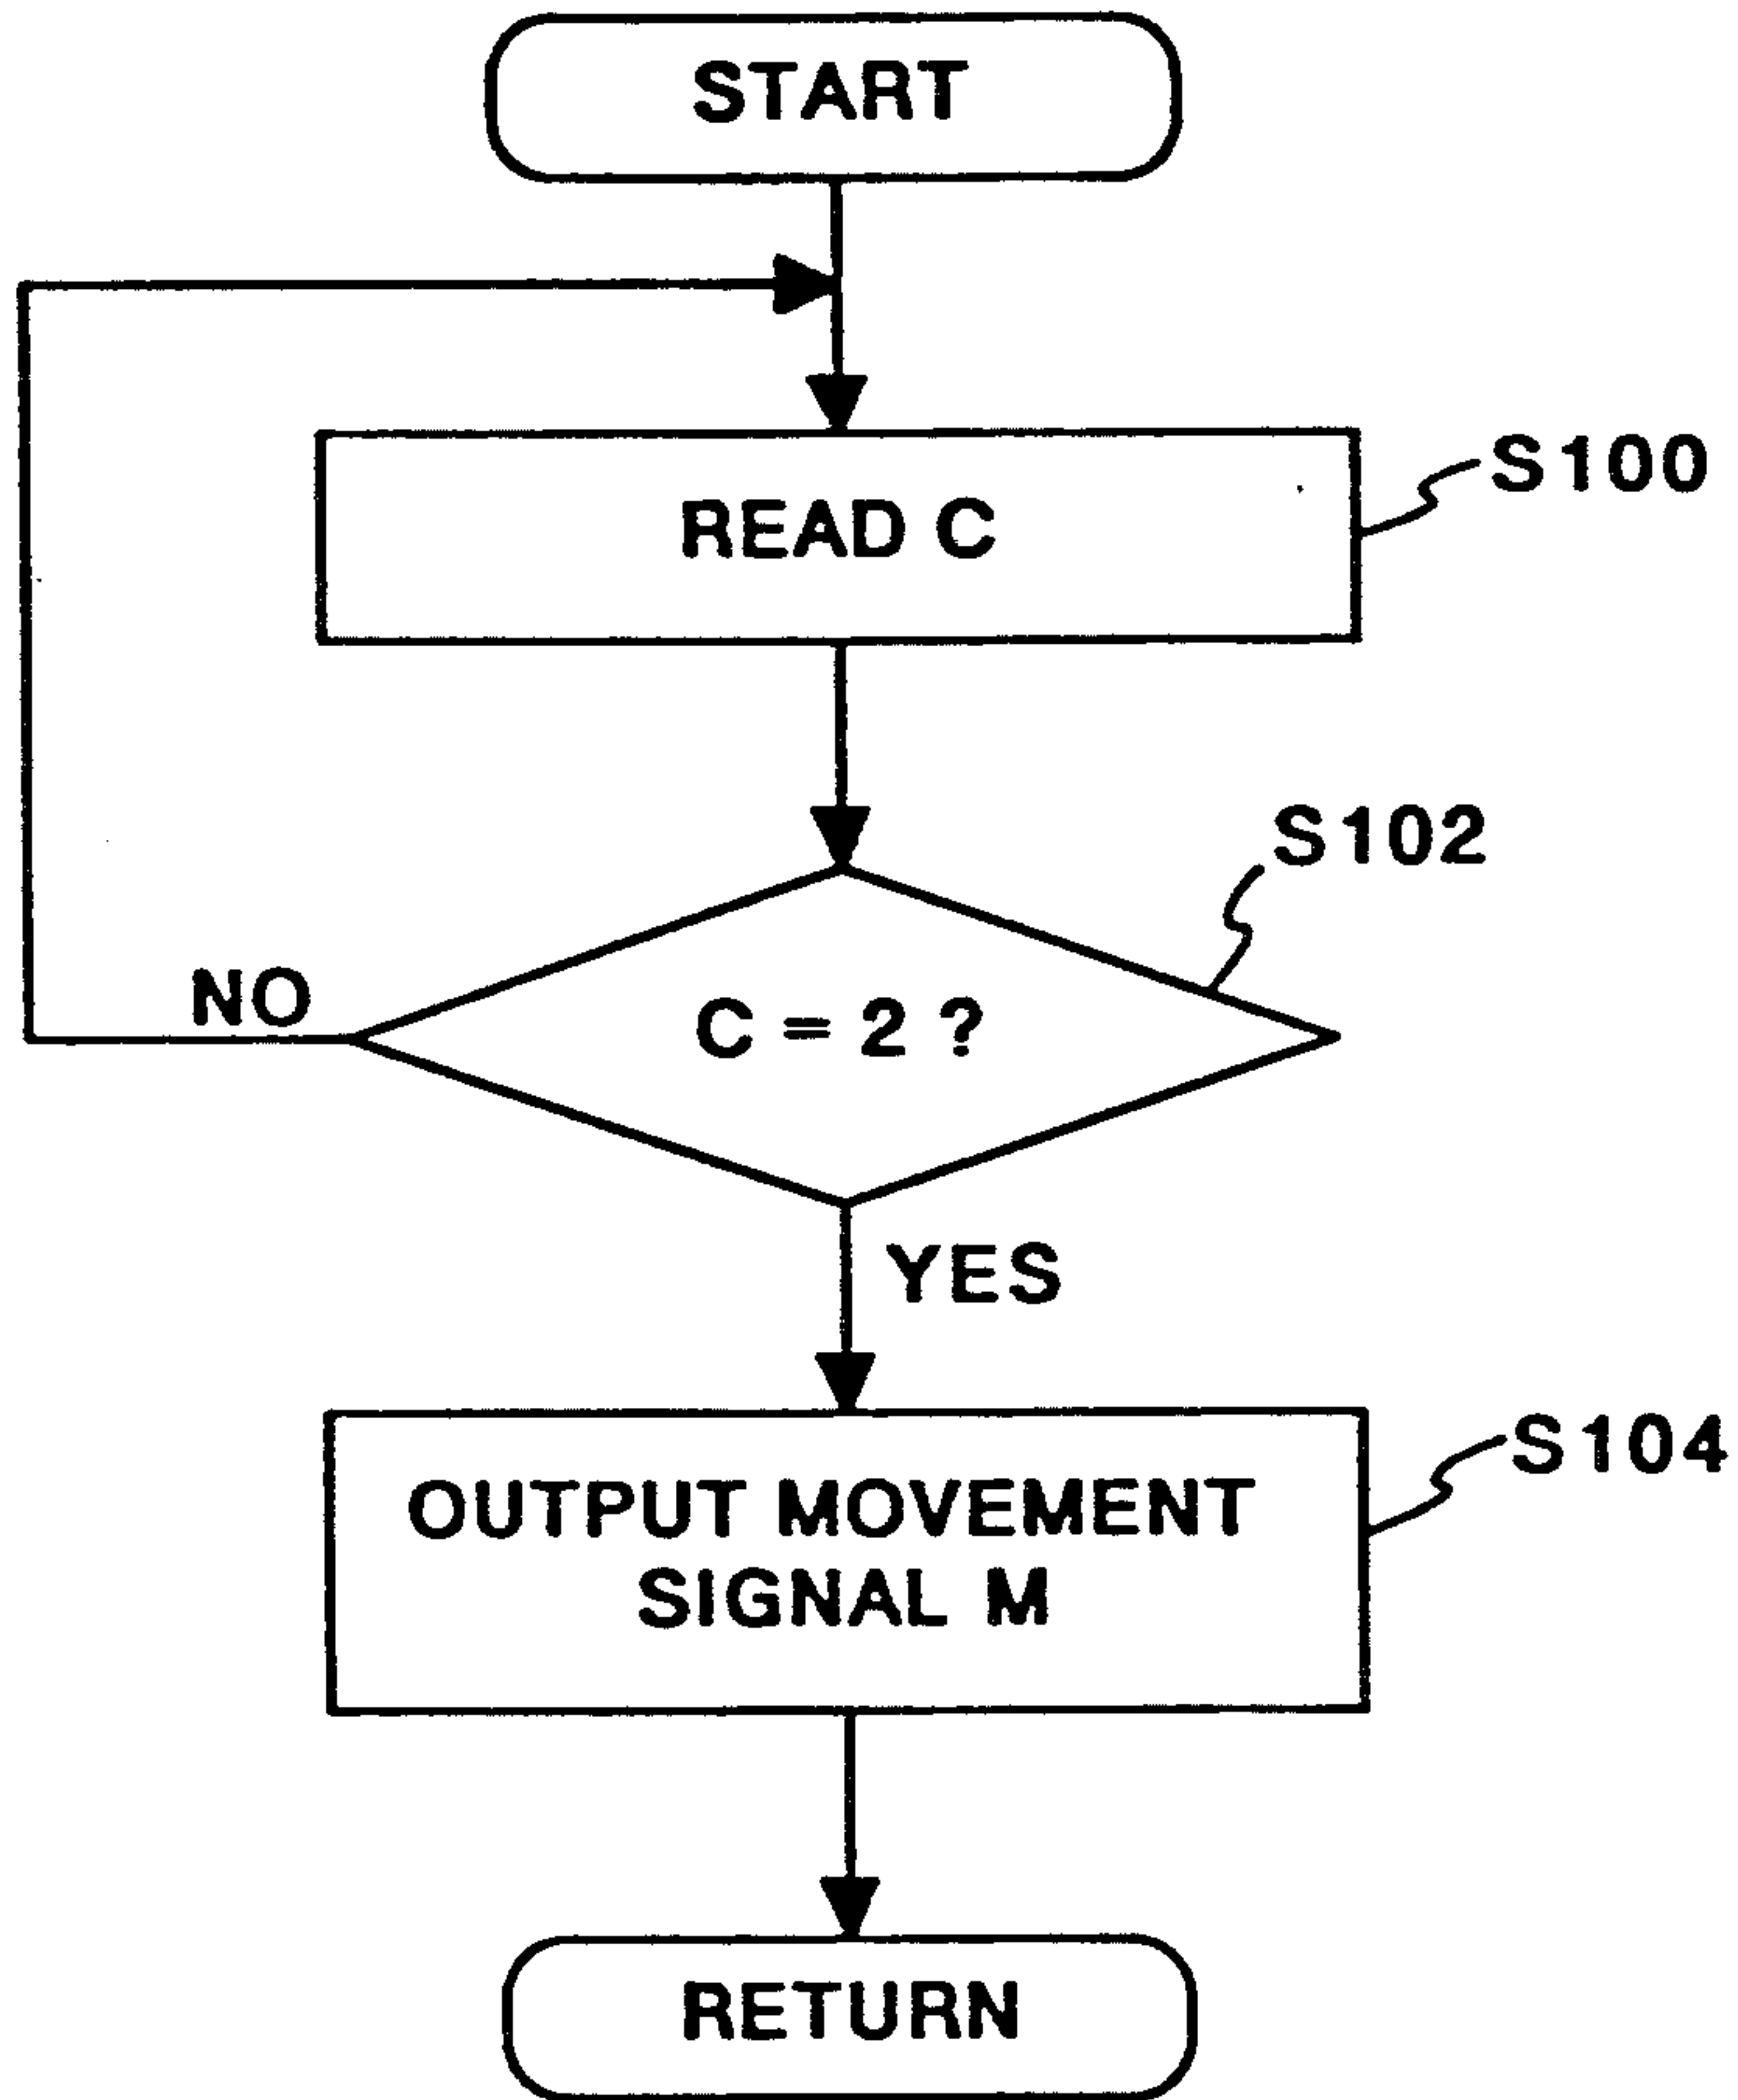 START
READ C
S100
S102
C = 2 ?
NO
YES
OUTPUT MOVEMENT
SIGNAL M
S104
RETURN